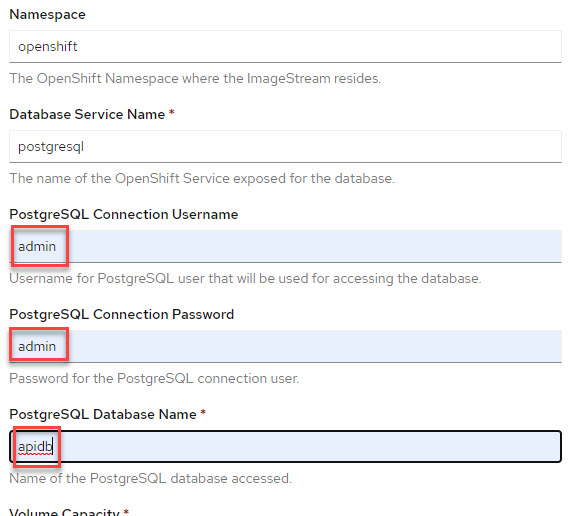 Namespace
openshift
The OpenShift Namespace where the ImageStream resides.
Database Service Name *
postgresql
The name of the OpenShift Service exposed for the database.
PostgreSQL Connection Username
admin
Username for PostgreSQL user that will be used for accessing the database.
PostgreSQL Connection Password
admin
Password for the PostgreSQL connection user.
PostgreSQL Database Name *
apidb
Name of the PostgreSQL database accessed.
Volume Capacity *